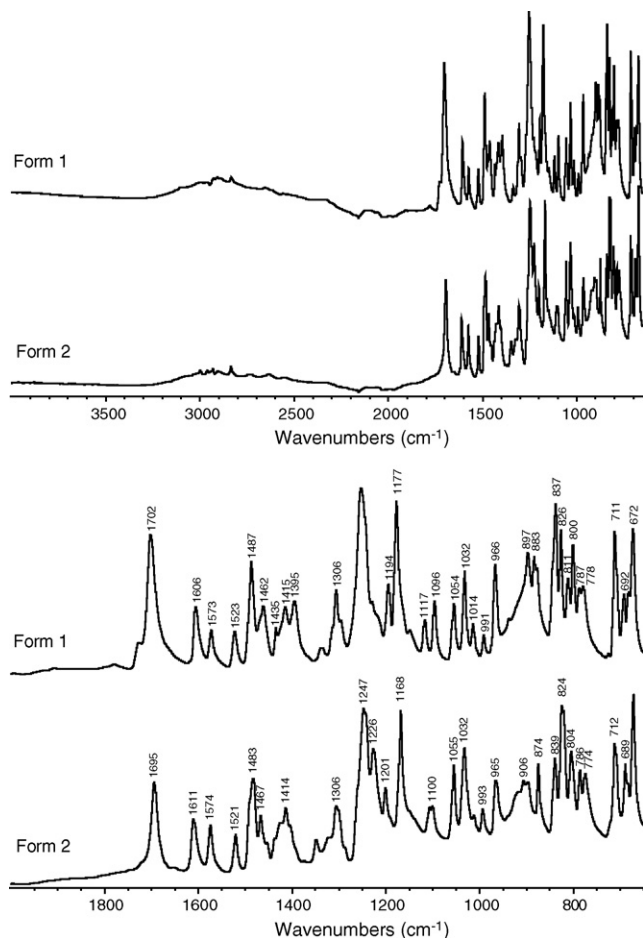 Form 1
Form 2
3500 3000 2500 2000 1500 1000
Wavenumbers (cm-1)
1702 1606 1573 1523 1487 1462 1435 1415 1395 1306 1194 1177 1117 1096 1054 1032 1014 991 966 897 883 837 826 811 800 787 778 711 692 672
Form 1
1695 1611 1574 1521 1483 1467 1414 1306 1247 1226 1201 1168 1100 1055 1032 993 965 906 874 839 824 804 786 774 712 689
Form 2
1800 1600 1400 1200 1000 800
Wavenumbers (cm-1)